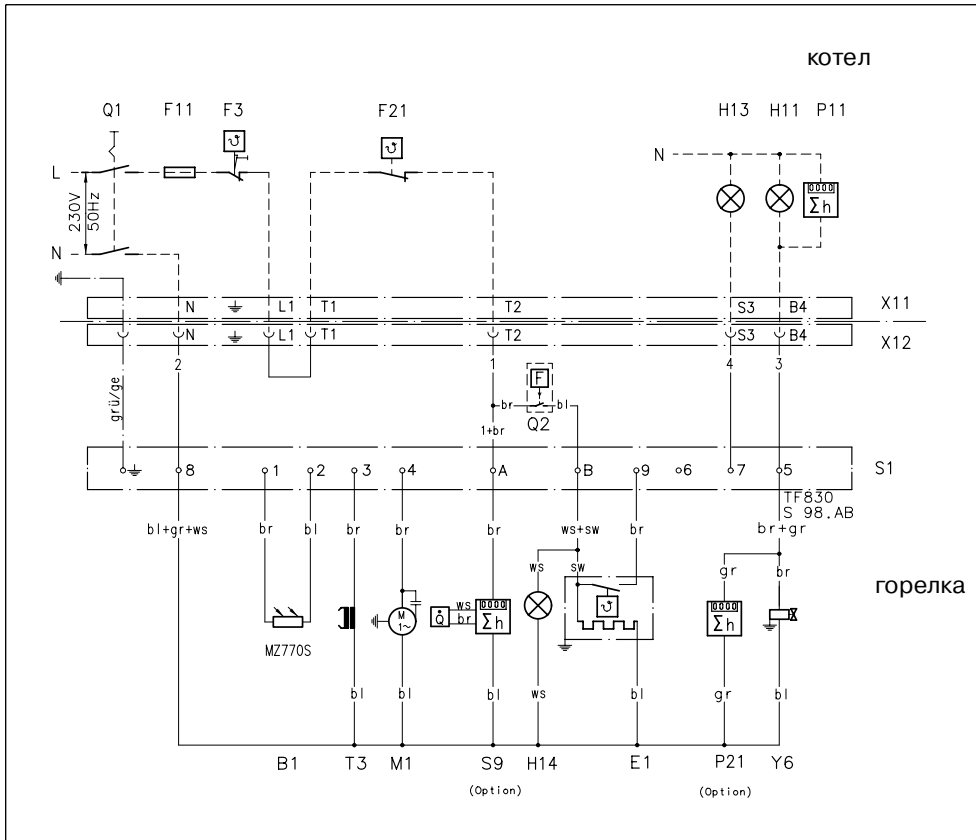 котел
Q1 F11 F3 F21 H13 H11 P11
L
N
0000
Σh
230V
50Hz
N
N L1 T1 T2 S3 B4 X11
N L1 T1 T2 S3 B4 X12
2 1 4 3
grü/ge
F
br bl
Q2
1+br
8 1 2 3 4 A B 9 6 7 5 S1
TF830
S 98.AB
bl+gr+ws br bl br br br ws+sw br br+gr
ws sw gr br
горелка
M
1~
Q
ws
br
0000
Σh
0000
Σh
MZ770S
bl bl bl ws bl gr bl
B1 T3 M1 S9 H14 E1 P21 Y6
(Option) (Option)